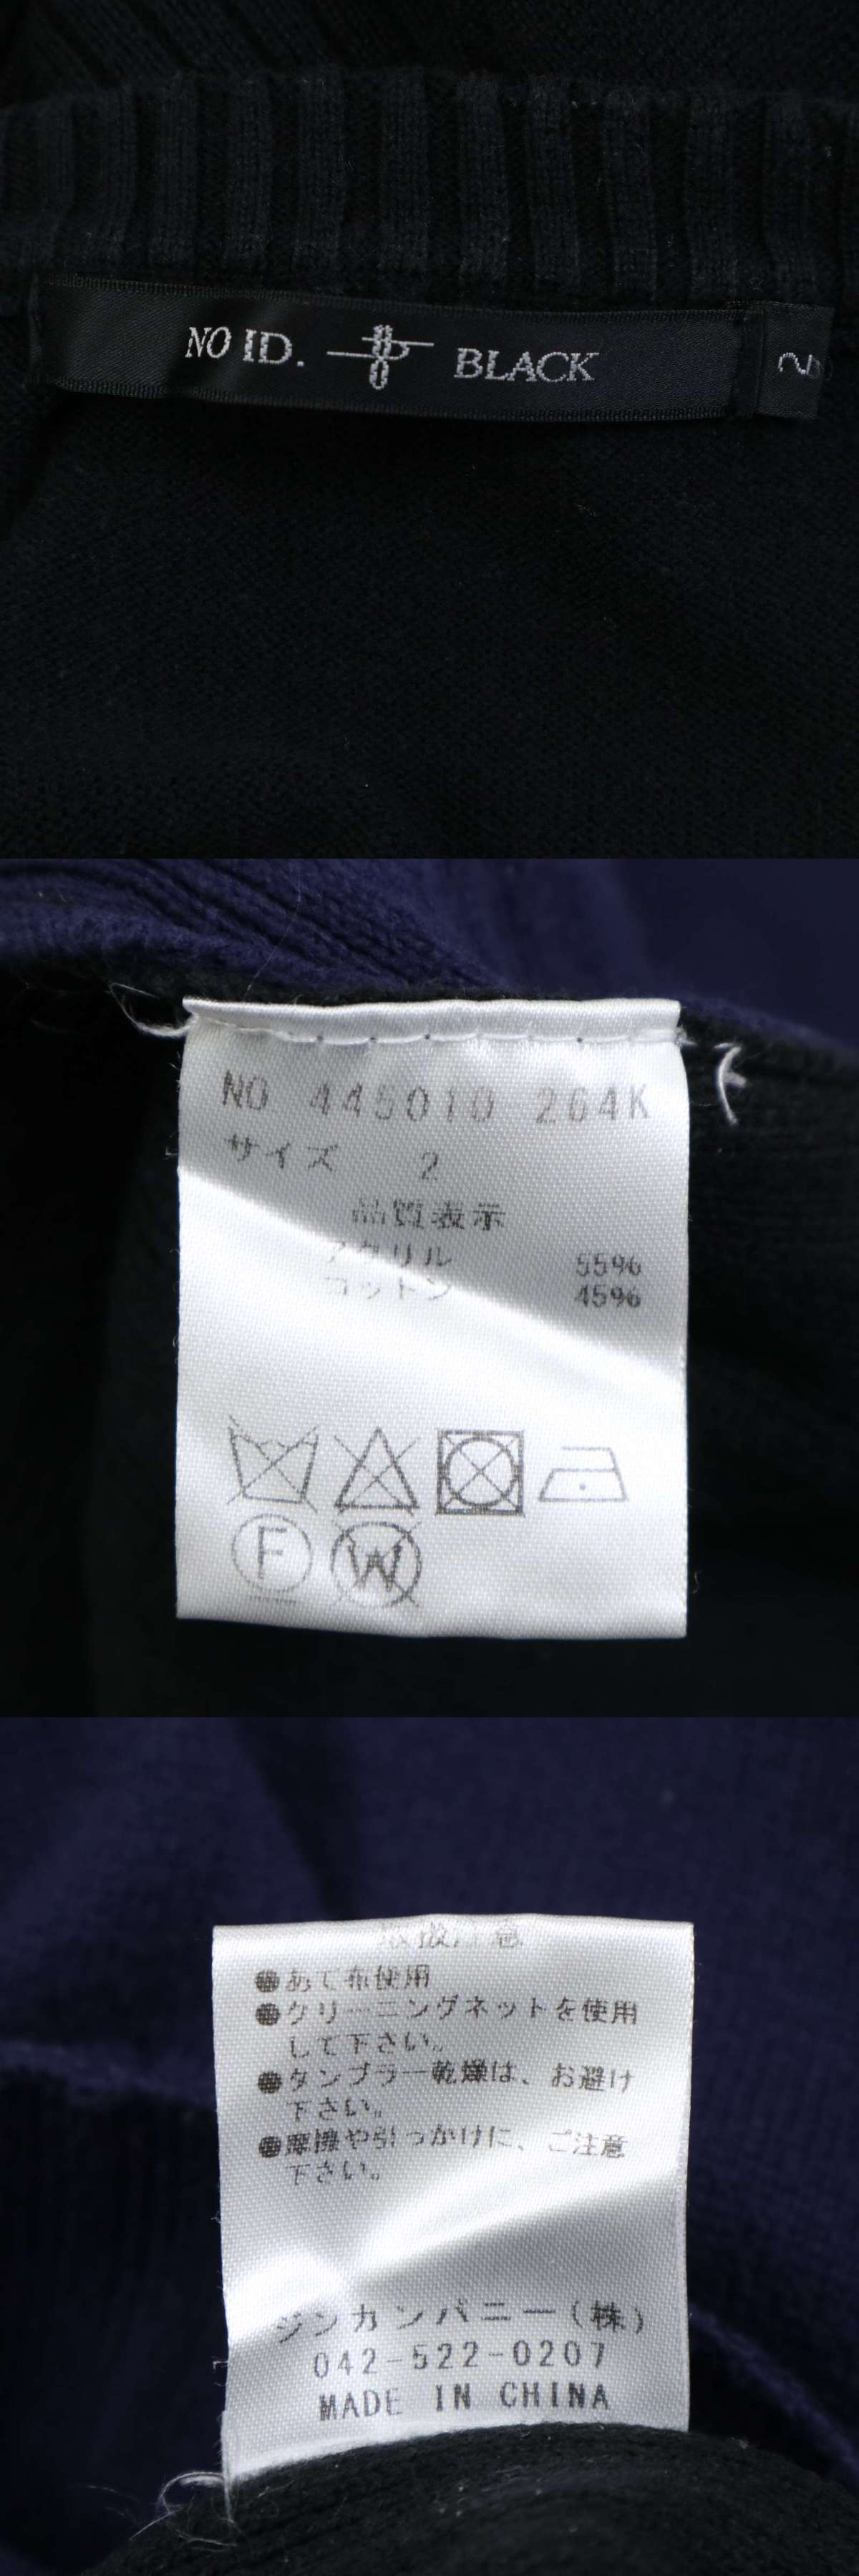 NO ID. BLACK 2
NO 445010 264K
サイズ 2
品質表示
アクリル 55%
コットン 45%
F W
取扱注意
●あて布使用
●クリーニングネットを使用
して下さい。
●タンブラー乾燥は、お避け
下さい。
●摩擦や引っかけに、ご注意
下さい。
ジンカンパニー(株)
042-522-0207
MADE IN CHINA